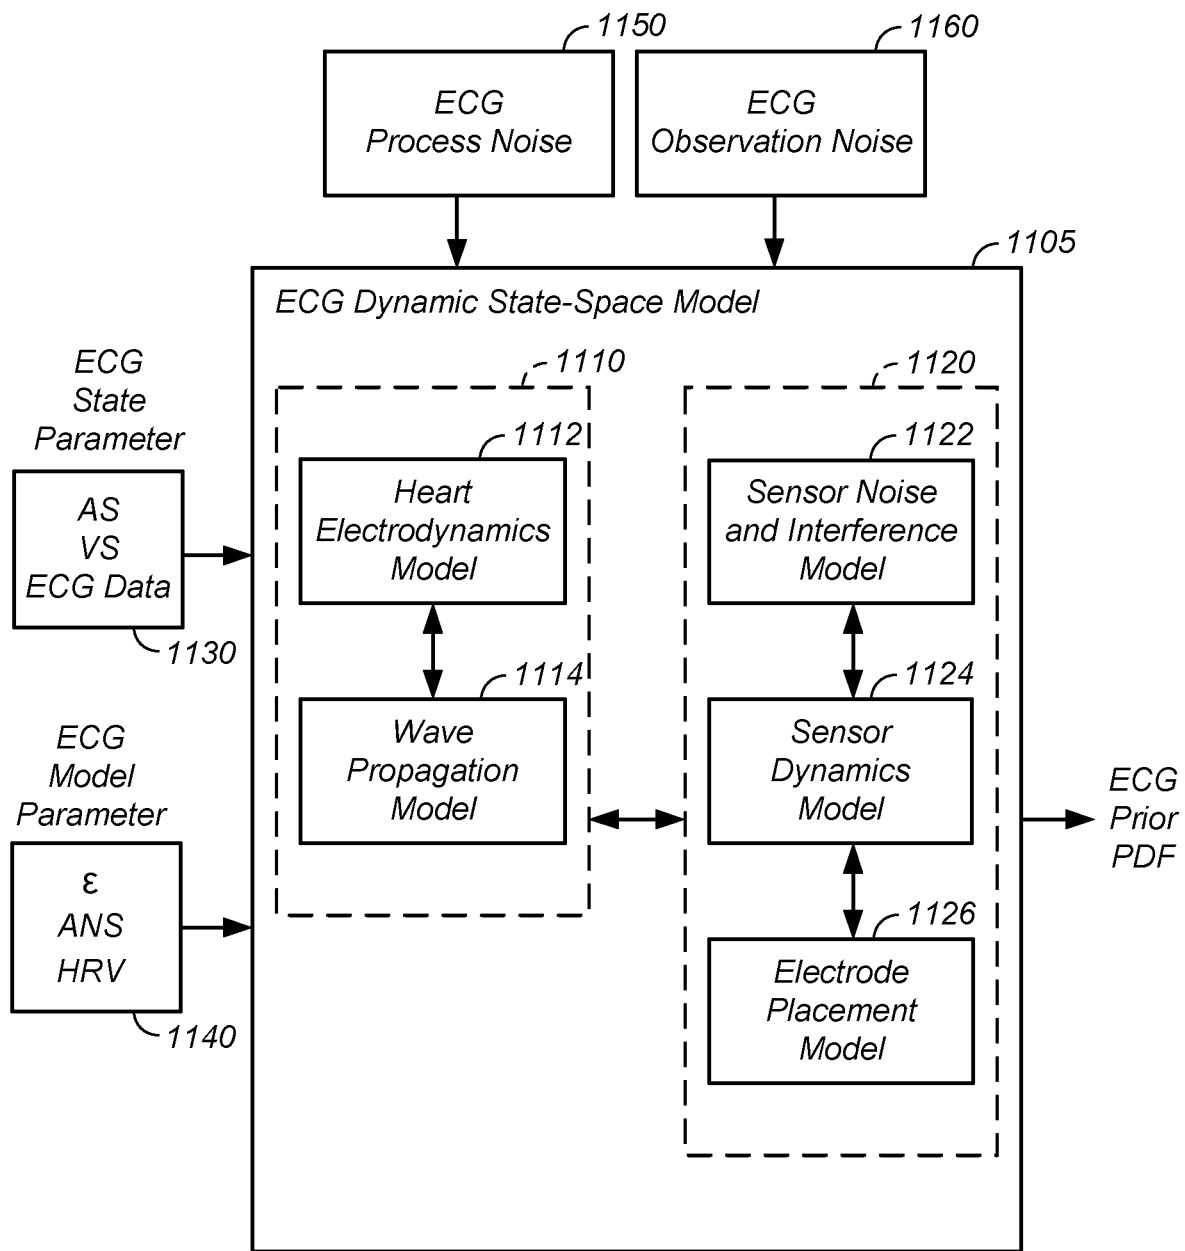 1150
1160
ECG
Process Noise
ECG
Observation Noise
1105
ECG Dynamic State-Space Model
ECG
State
Parameter
AS
VS
ECG Data
1130
ECG
Model
Parameter
ε
ANS
HRV
1140
1110
1112
Heart
Electrodynamics
Model
1114
Wave
Propagation
Model
1120
1122
Sensor Noise
and Interference
Model
1124
Sensor
Dynamics
Model
1126
Electrode
Placement
Model
ECG
Prior
PDF